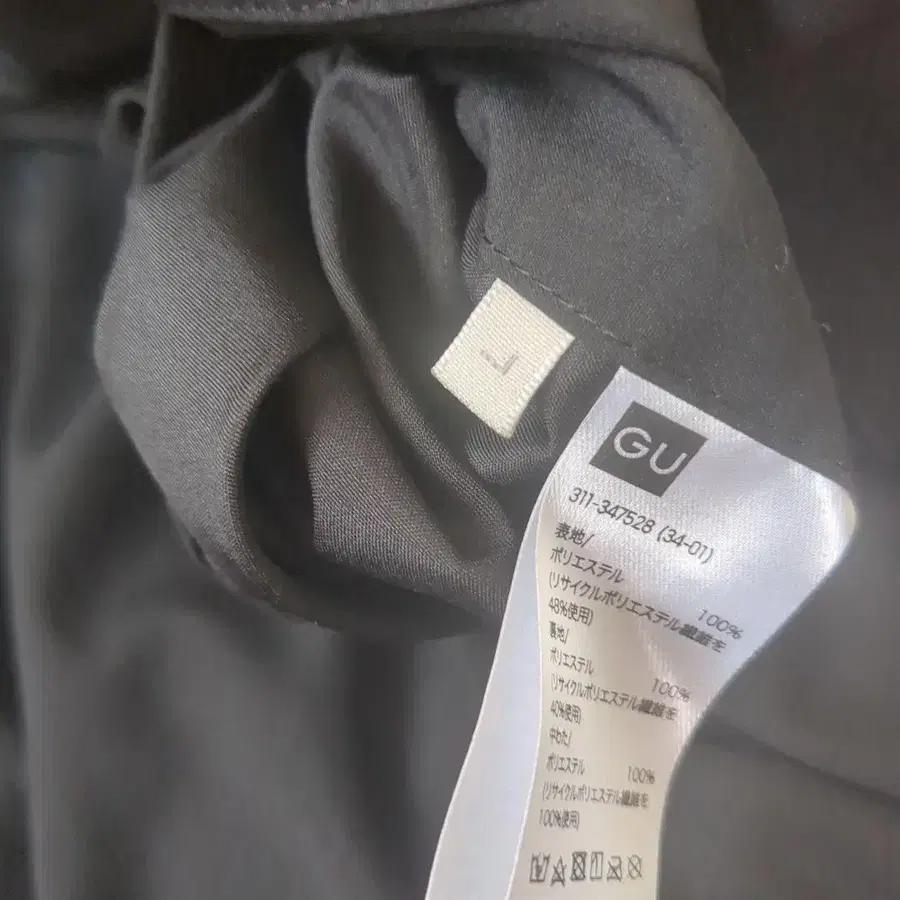 L
GU
311-347528 (34-01)
表地/
ポリエステル 100%
(リサイクルポリエステル繊維を
48%使用)
裏地/
ポリエステル 100%
(リサイクルポリエステル繊維を
40%使用)
中わた/
ポリエステル 100%
(リサイクルポリエステル繊維を
100%使用)